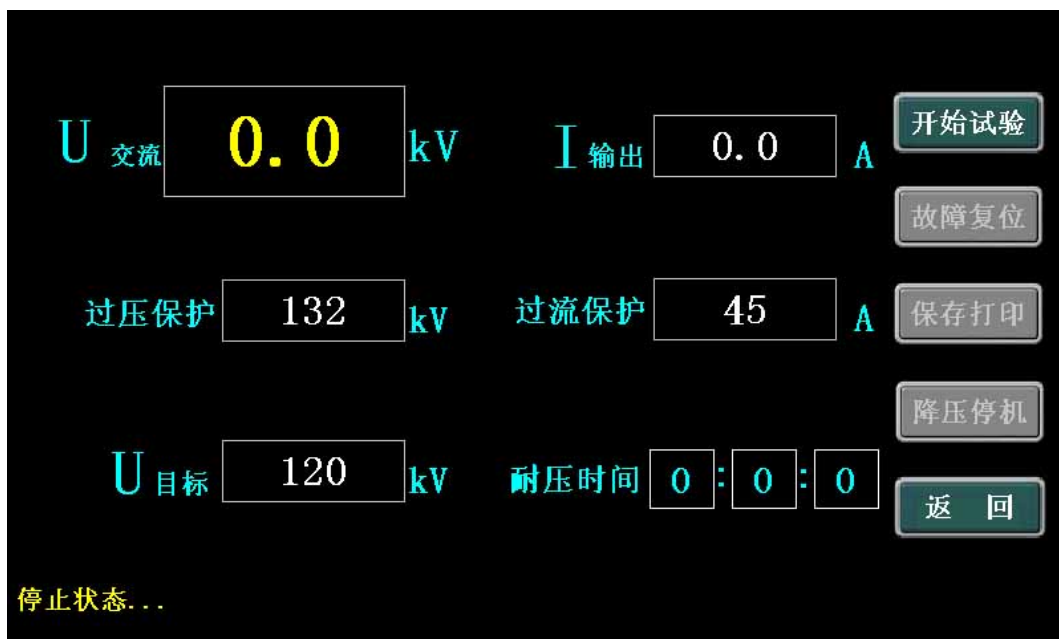 U 交流 0.0 kV I 输出 0.0 A
开始试验
故障复位
过压保护 132 kV 过流保护 45 A
保存打印
降压停机
U 目标 120 kV 耐压时间 0 : 0 : 0
返 回
停止状态...